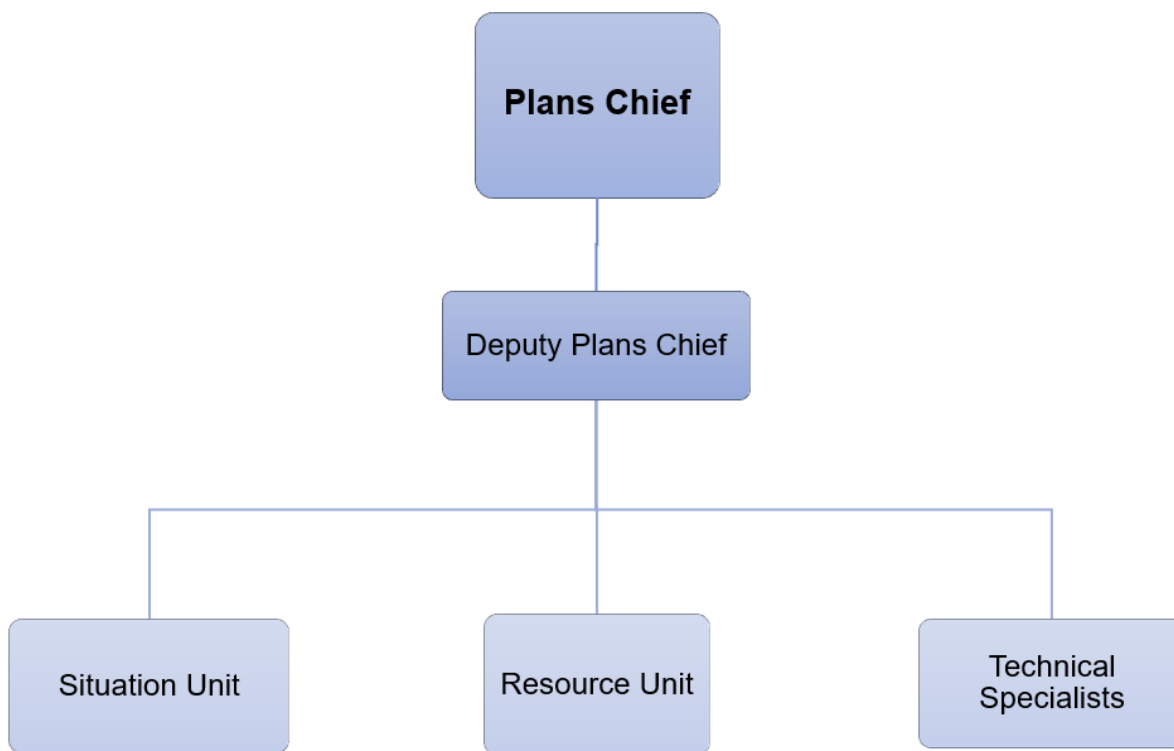 Plans Chief
Deputy Plans Chief
Situation Unit
Resource Unit
Technical
Specialists